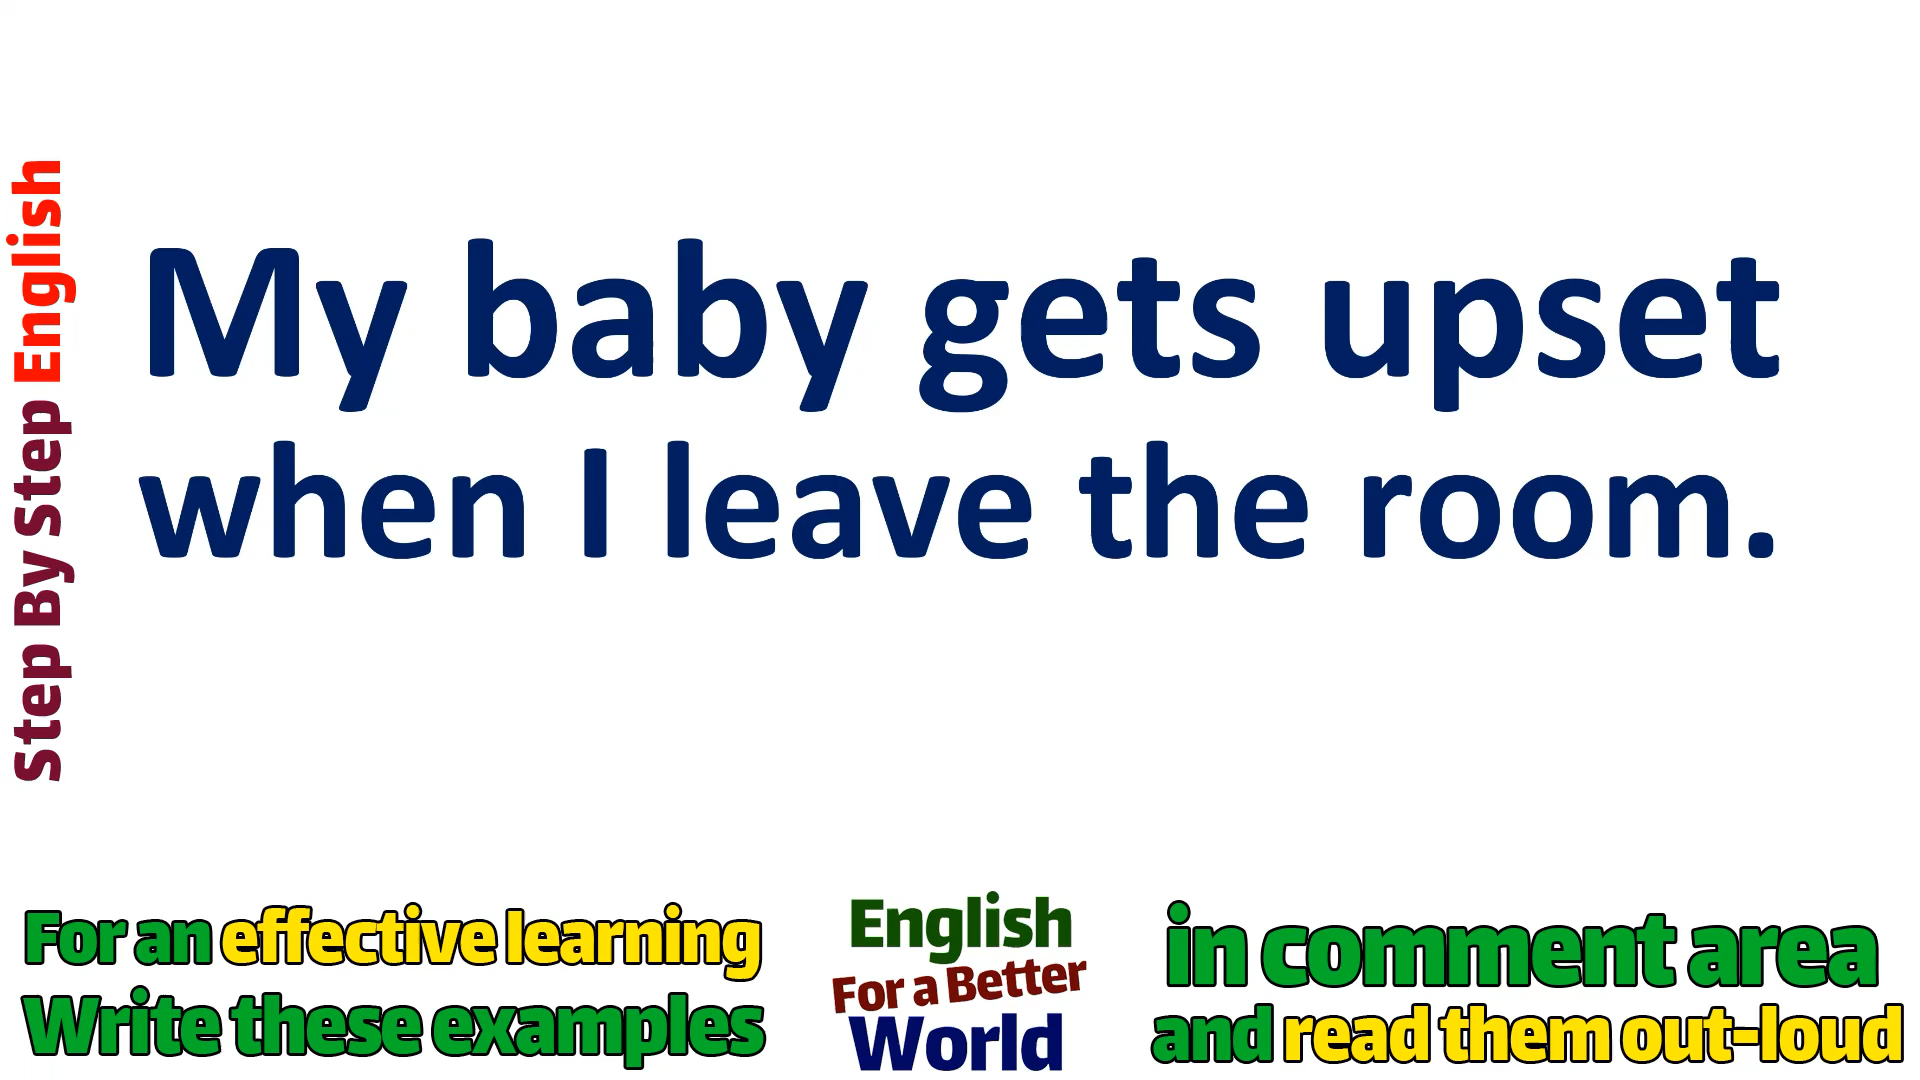 Step By Step English
My baby gets upset
when I leave the room.
For an effective learning
Write these examples
English
For a Better
World
in comment area
and read them out-loud